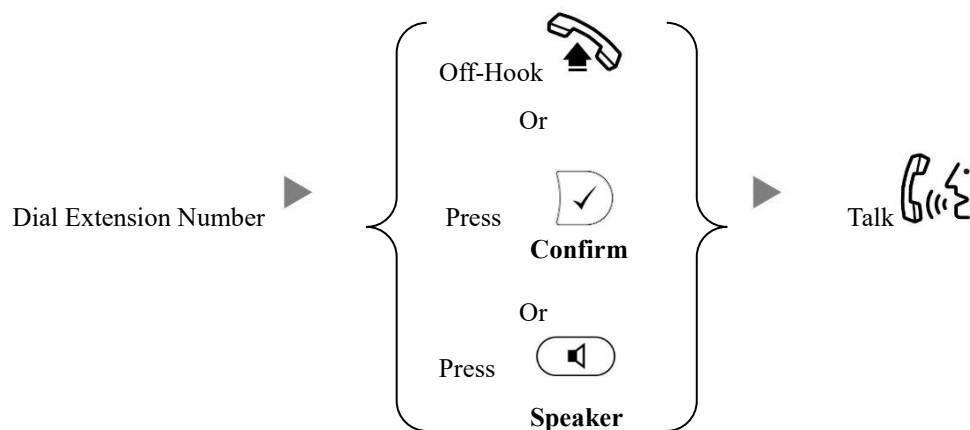 Dial Extension Number
Off-Hook
Or
Press
Confirm
Or
Press
Speaker
Talk